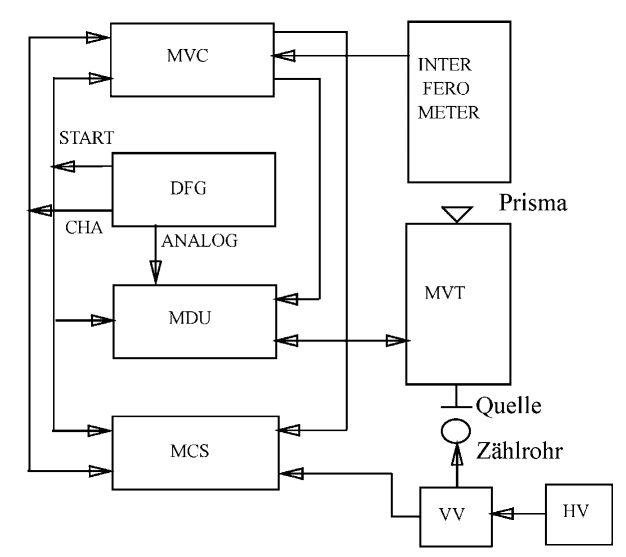 MVC
INTER
FERO
METER
START
DFG
Prisma
CHA
ANALOG
MVT
MDU
Quelle
Zählrohr
MCS
VV
HV